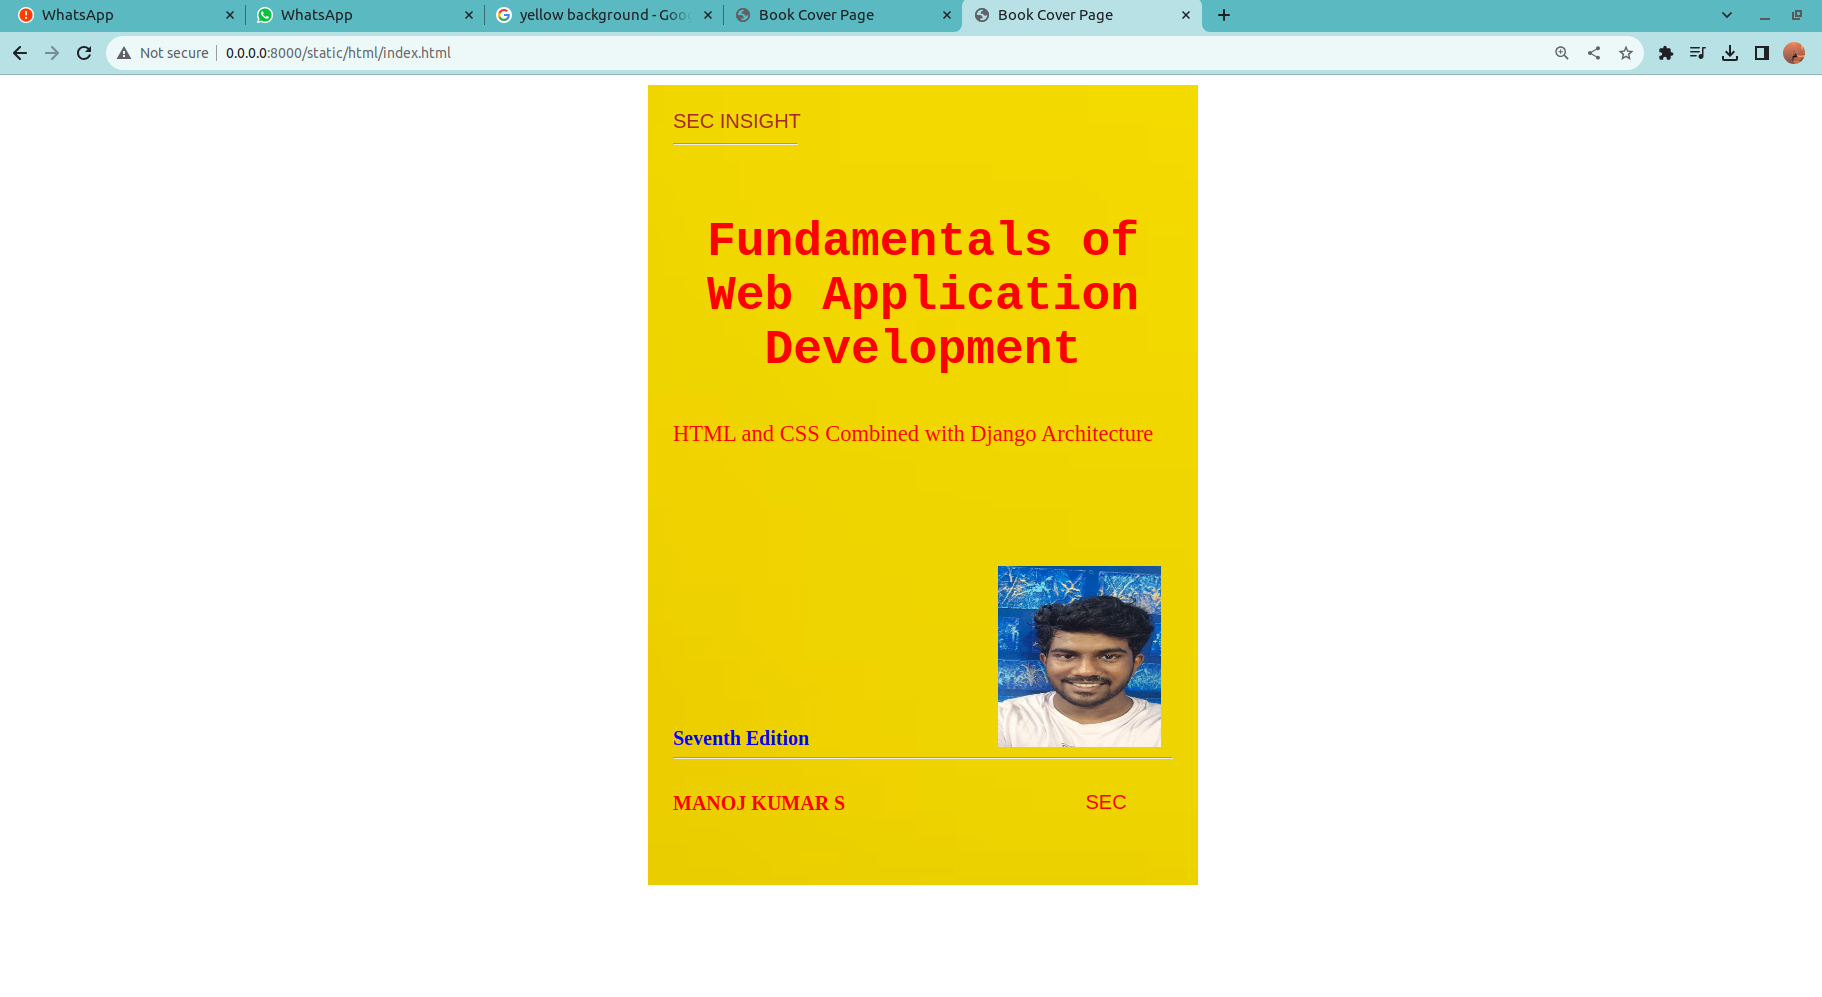 WhatsApp
WhatsApp
yellow background - Goo
Book Cover Page
Book Cover Page
Not secure
0.0.0.0:8000/static/html/index.html
SEC INSIGHT
Fundamentals of
Web Application
Development
HTML and CSS Combined with Django Architecture
Seventh Edition
MANOJ KUMAR S
SEC